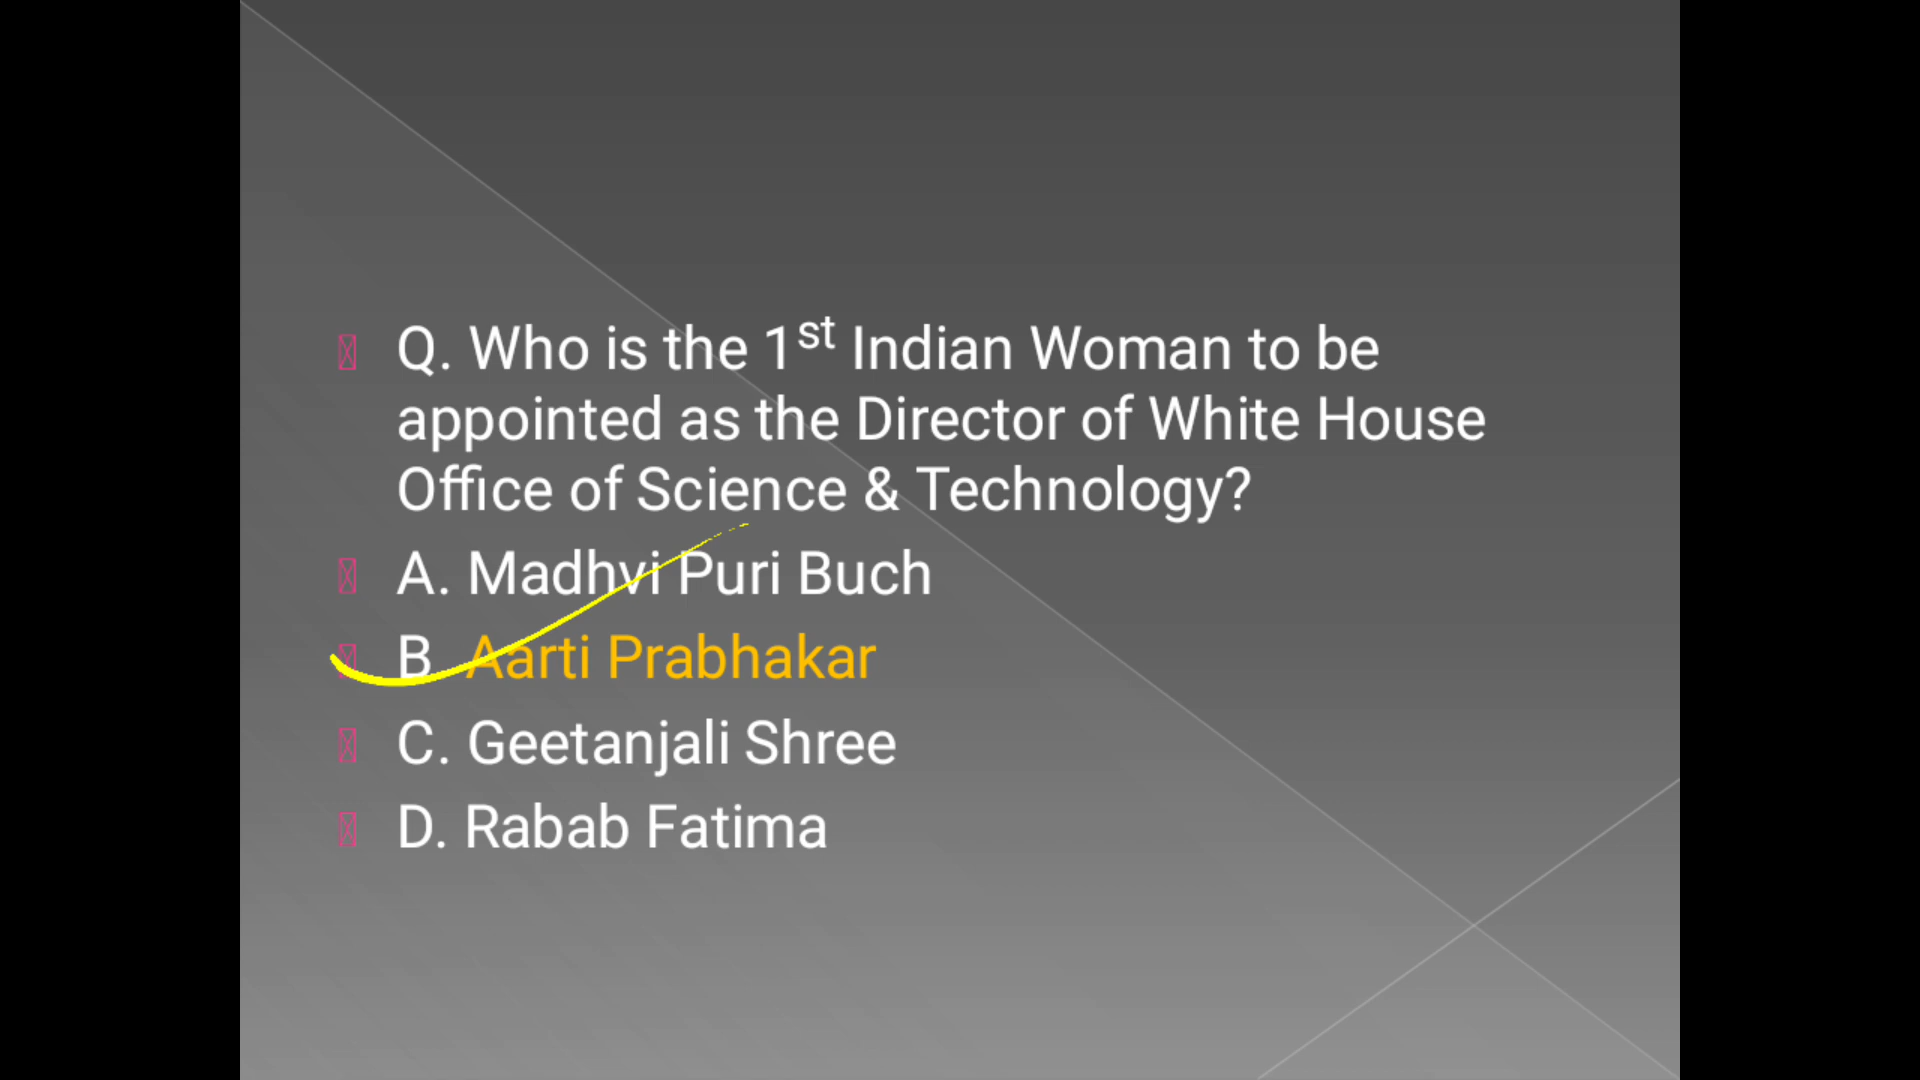 Q. Who is the 1st Indian Woman to be
appointed as the Director of White House
Office of Science & Technology?
A. Madhvi Puri Buch
B. Aarti Prabhakar
C. Geetanjali Shree
D. Rabab Fatima